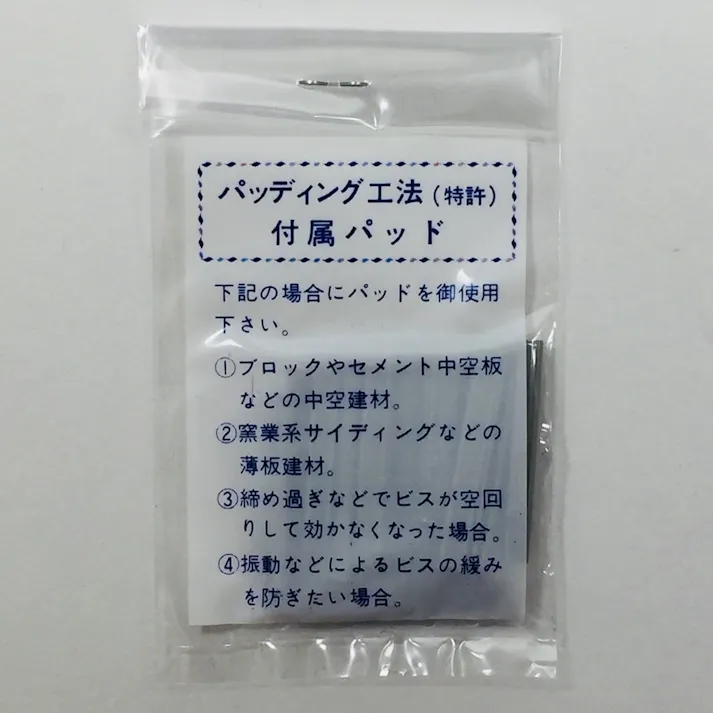 パッディング工法(特許)
付属パッド
下記の場合にパッドを御使用
下さい。
①ブロックやセメント中空板
などの中空建材。
②窯業系サイディングなどの
薄板建材。
③締め過ぎなどでビスが空回
りして効かなくなった場合。
④振動などによるビスの緩み
を防ぎたい場合。